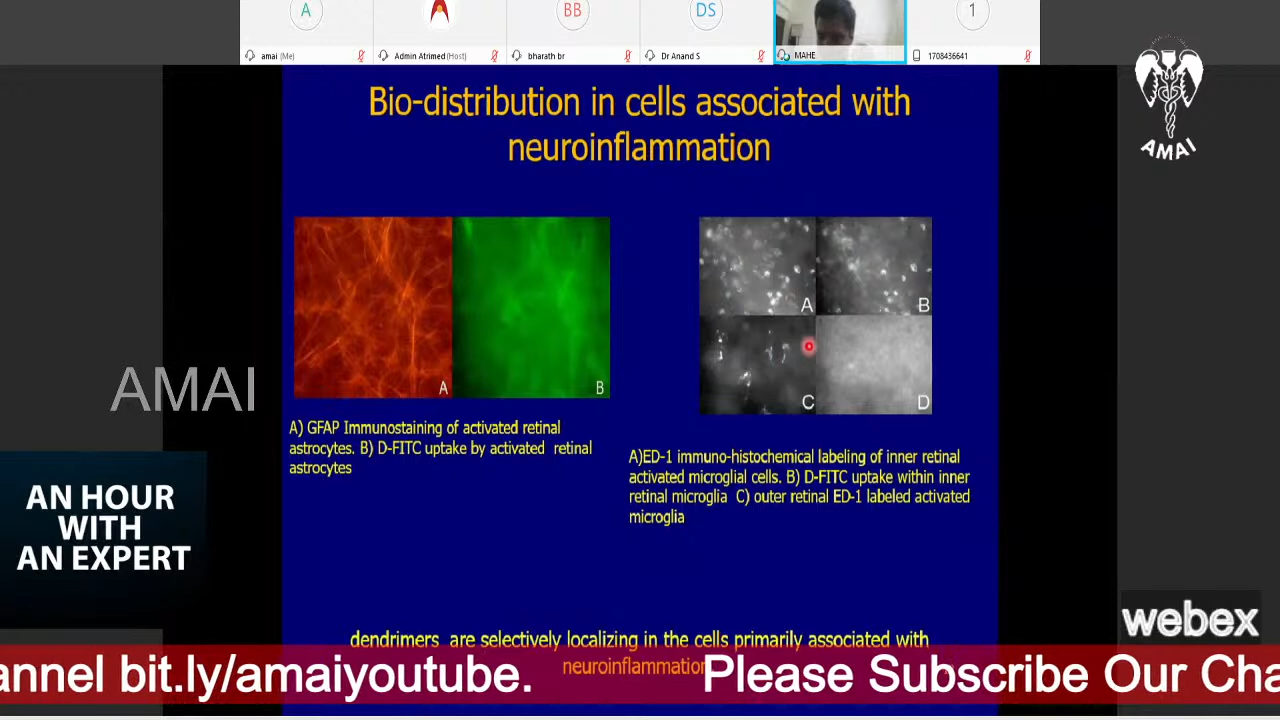 A
BB
DS
1
amai (Me)
Admin Atrimed (Host)
bharath br
Dr Anand S
MAHE
1708436641
AMAI
Bio-distribution in cells associated with
neuroinflammation
A
B
A
B
C
D
A) GFAP Immunostaining of activated retinal
astrocytes. B) D-FITC uptake by activated retinal
astrocytes
A)ED-1 immuno-histochemical labeling of inner retinal
activated microglial cells. B) D-FITC uptake within inner
retinal microglia C) outer retinal ED-1 labeled activated
microglia
AMAI
AN HOUR
WITH
AN EXPERT
webex
dendrimers are selectively localizing in the cells primarily associated with
neuroinflammation
annel bit.ly/amaiyoutube. Please Subscribe Our Cha